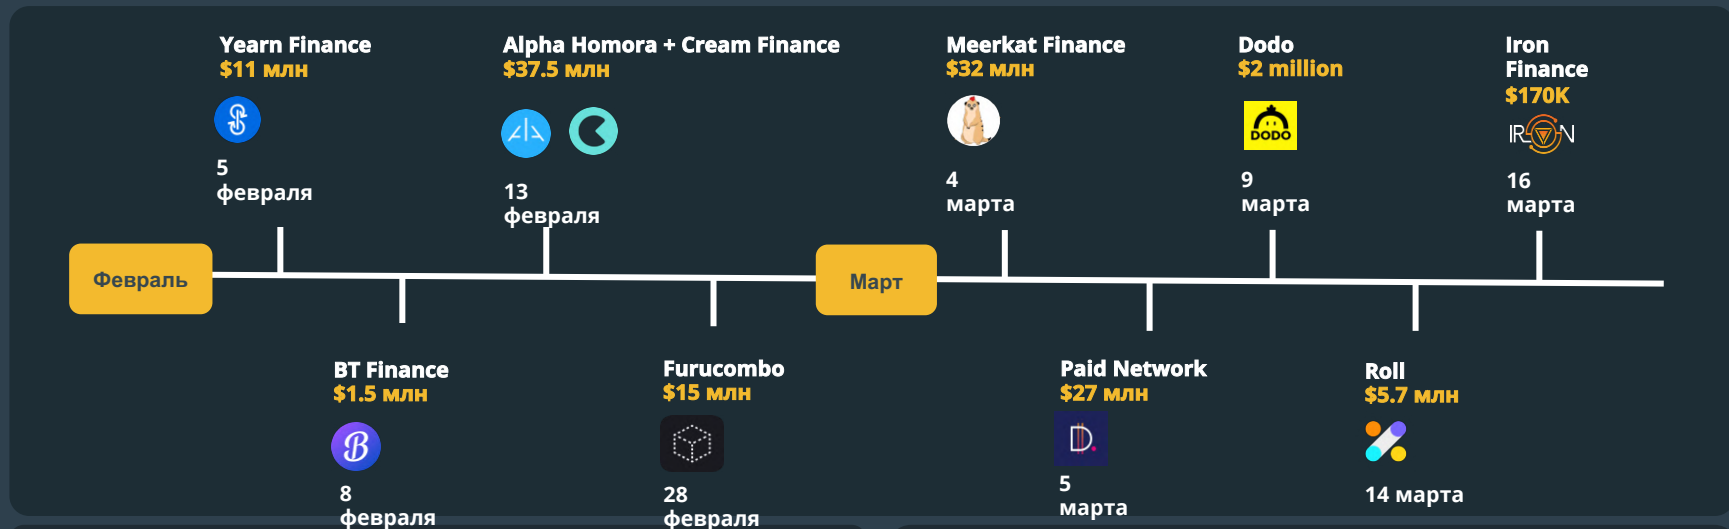 Yearn Finance
$11 млн
5
февраля
Alpha Homora + Cream Finance
$37.5 млн
13
февраля
Meerkat Finance
$32 млн
4
марта
Dodo
$2 million
DODO
9
марта
Iron
Finance
$170K
IRON
16
марта
Февраль
Март
BT Finance
$1.5 млн
B
8
февраля
Furucombo
$15 млн
28
февраля
Paid Network
$27 млн
D.
5
марта
Roll
$5.7 млн
14 марта